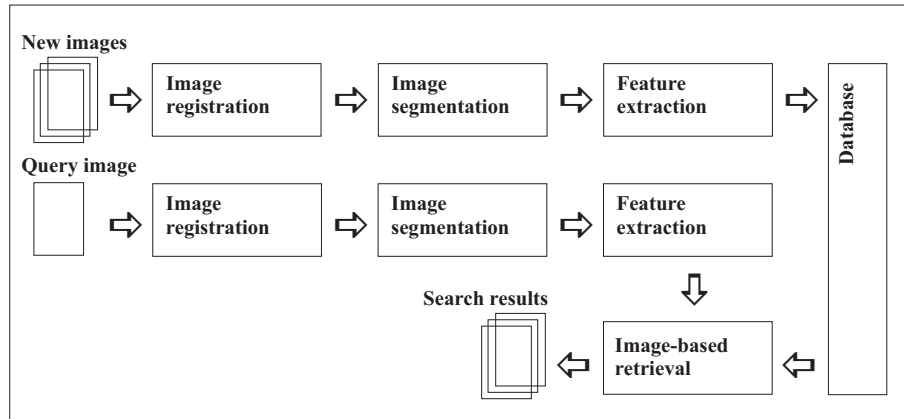 New images
Image
registration
Image
segmentation
Feature
extraction
Database
Query image
Image
registration
Image
segmentation
Feature
extraction
Search results
Image-based
retrieval